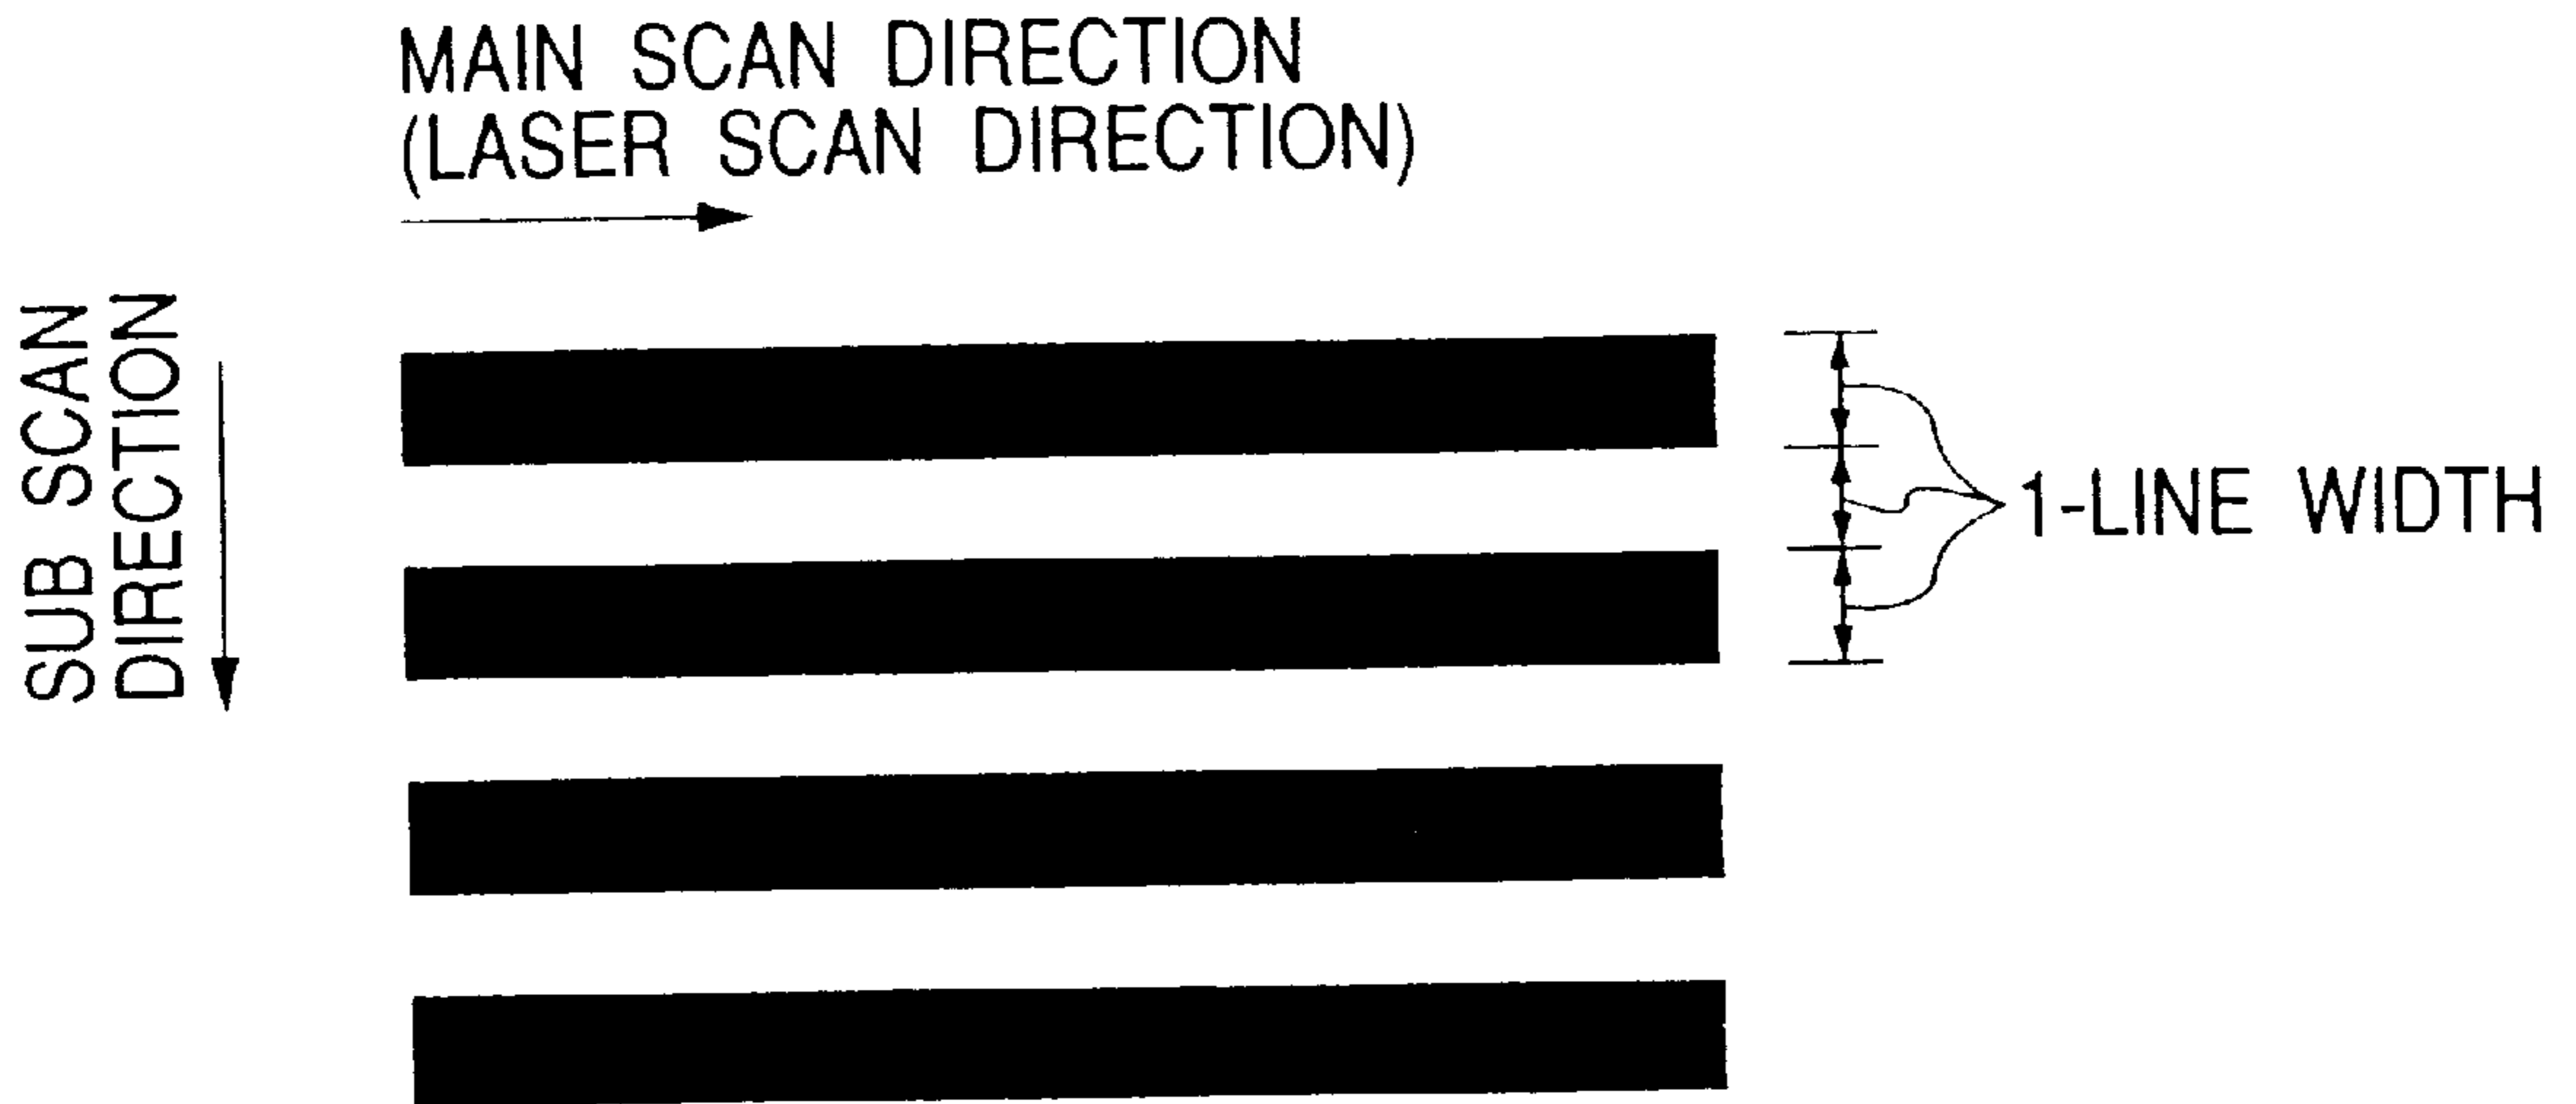 MAIN SCAN DIRECTION
(LASER SCAN DIRECTION)
SUB SCAN
DIRECTION
1-LINE WIDTH